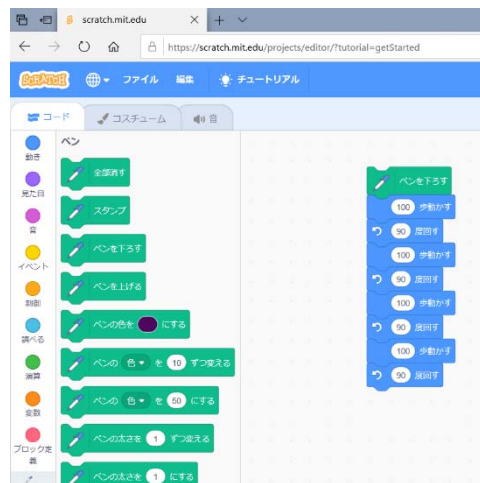 scratch.mit.edu
https://scratch.mit.edu/projects/editor/?tutorial=getStarted
SCRATCH ファイル 編集 チュートリアル
コード コスチューム 音
動き
見た目
音
イベント
制御
調べる
演算
変数
ブロック定
義
ペン
全部消す
スタンプ
ペンを下ろす
ペンを上げる
ペンの色を にする
ペンの 色 を 10 ずつ変える
ペンの 色 を 50 にする
ペンの太さを 1 ずつ変える
ペンの太さを 1 にする
ペンを下ろす
100 歩動かす
90 度回す
100 歩動かす
90 度回す
100 歩動かす
90 度回す
100 歩動かす
90 度回す